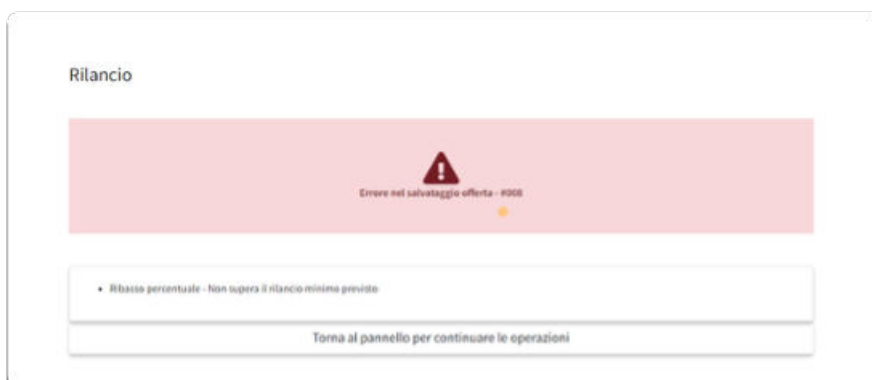 Rilancio
Errore nel salvataggio offerta - #008
Ribasso percentuale - Non supera il rilancio minimo previsto
Torna al pannello per continuare le operazioni